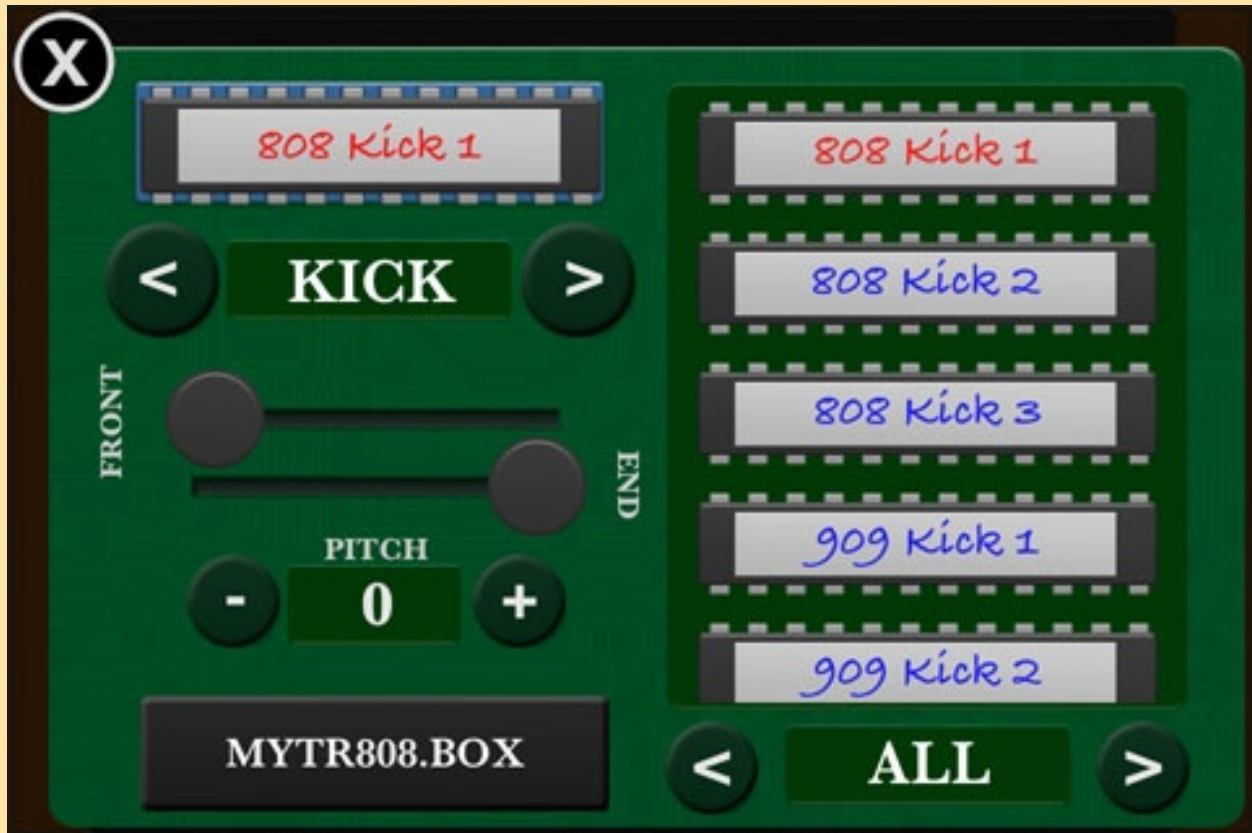 X
808 Kick 1
<
KICK
>
FRONT
END
PITCH
-
0
+
MYTR808.BOX
808 Kick 1
808 Kick 2
808 Kick 3
909 Kick 1
909 Kick 2
<
ALL
>